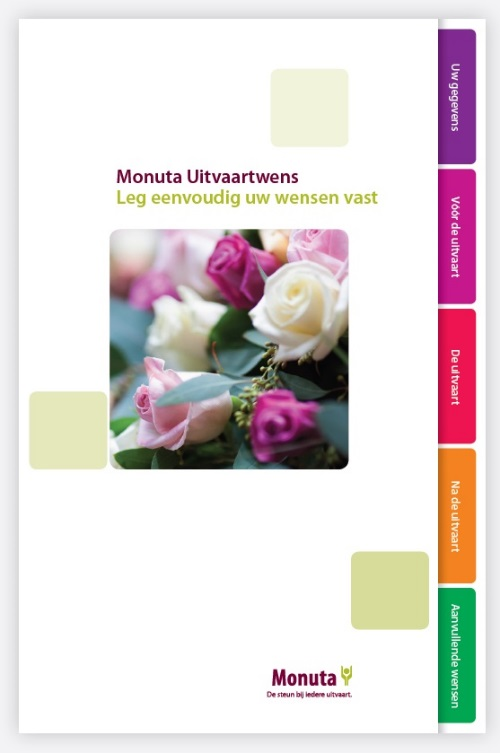 Monuta Uitvaartwens
Leg eenvoudig uw wensen vast
Uw gegevens
Vóór de uitvaart
De uitvaart
Na de uitvaart
Aanvullende wensen
Monuta
De steun bij iedere uitvaart.